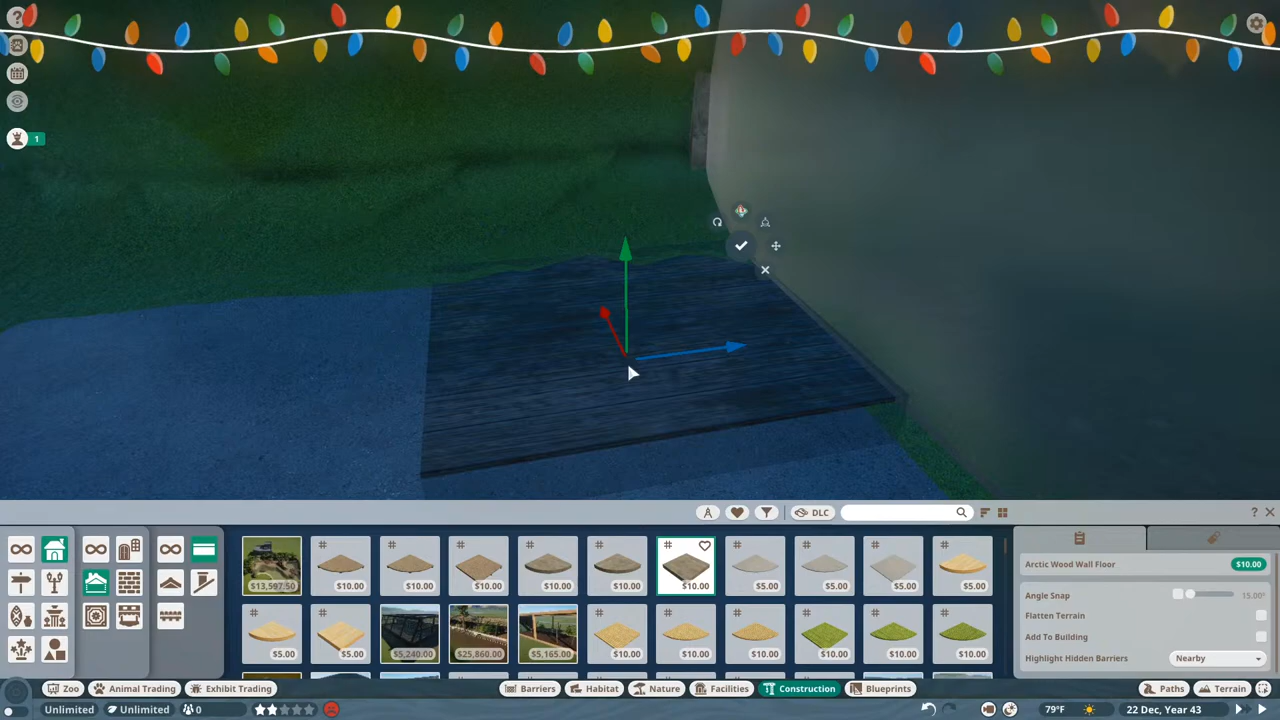 ?
1
DLC
?
$13,597.50 $10.00 $10.00 $10.00 $10.00 $10.00 $10.00 $5.00 $5.00 $5.00 $5.00
$5.00 $5.00 $5,240.00 $25,860.00 $5,165.00 $10.00 $10.00 $10.00 $10.00 $10.00 $10.00
Arctic Wood Wall Floor $10.00
Angle Snap 15.00°
Flatten Terrain
Add To Building
Highlight Hidden Barriers Nearby
Zoo Animal Trading Exhibit Trading Barriers Habitat Nature Facilities Construction Blueprints Paths Terrain
Unlimited Unlimited 0 79°F 22 Dec, Year 43